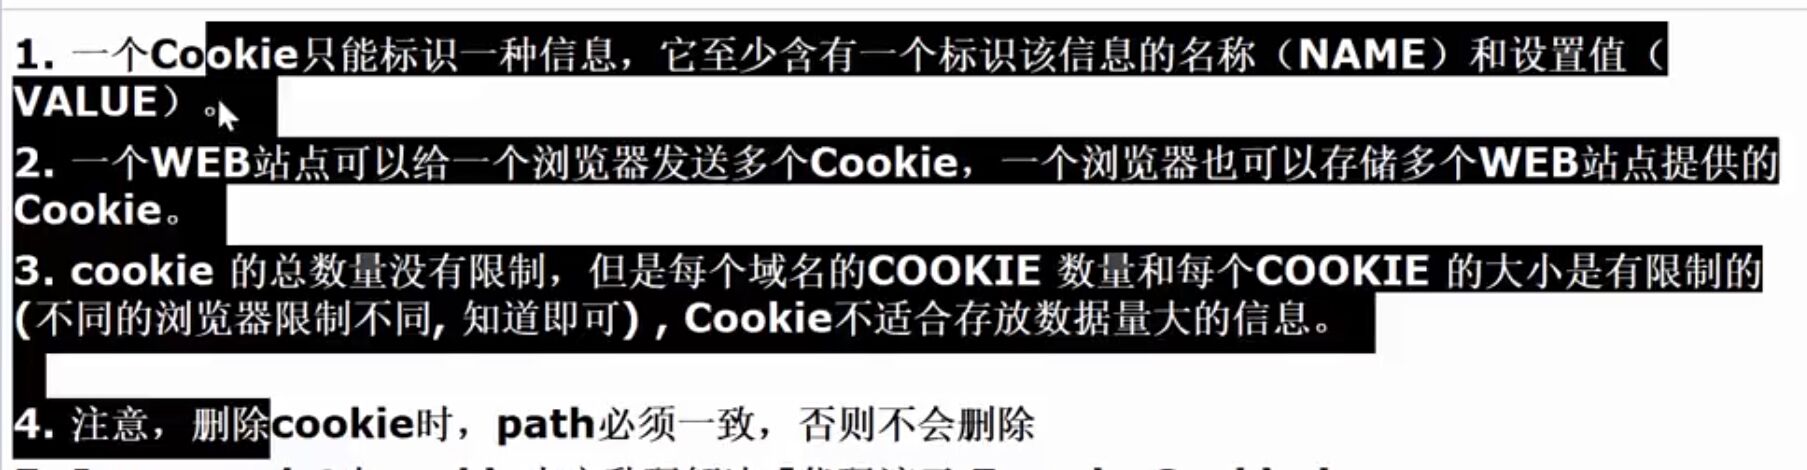 1. 一个Cookie只能标识一种信息，它至少含有一个标识该信息的名称（NAME）和设置值（
VALUE）。
2. 一个WEB站点可以给一个浏览器发送多个Cookie，一个浏览器也可以存储多个WEB站点提供的
Cookie。
3. cookie 的总数量没有限制，但是每个域名的COOKIE 数量和每个COOKIE 的大小是有限制的
(不同的浏览器限制不同, 知道即可) , Cookie不适合存放数据量大的信息。
4. 注意，删除cookie时，path必须一致，否则不会删除